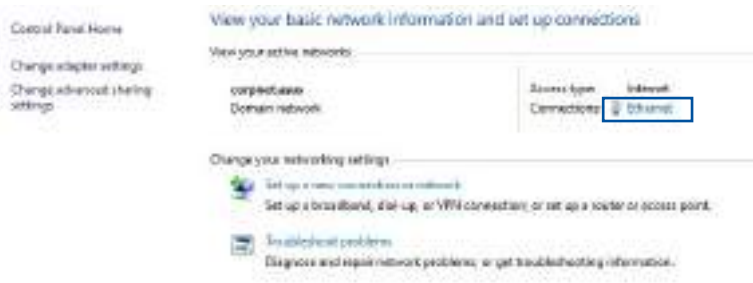 Control Panel Home
View your basic network information and set up connections
View your active networks
Change adapter settings
Change advanced sharing
settings
corpnet.asus
Domain network
Access type: Internet
Connections: Ethernet
Change your networking settings
Set up a new connection or network
Set up a broadband, dial-up, or VPN connection; or set up a router or access point.
Troubleshoot problems
Diagnose and repair network problems, or get troubleshooting information.